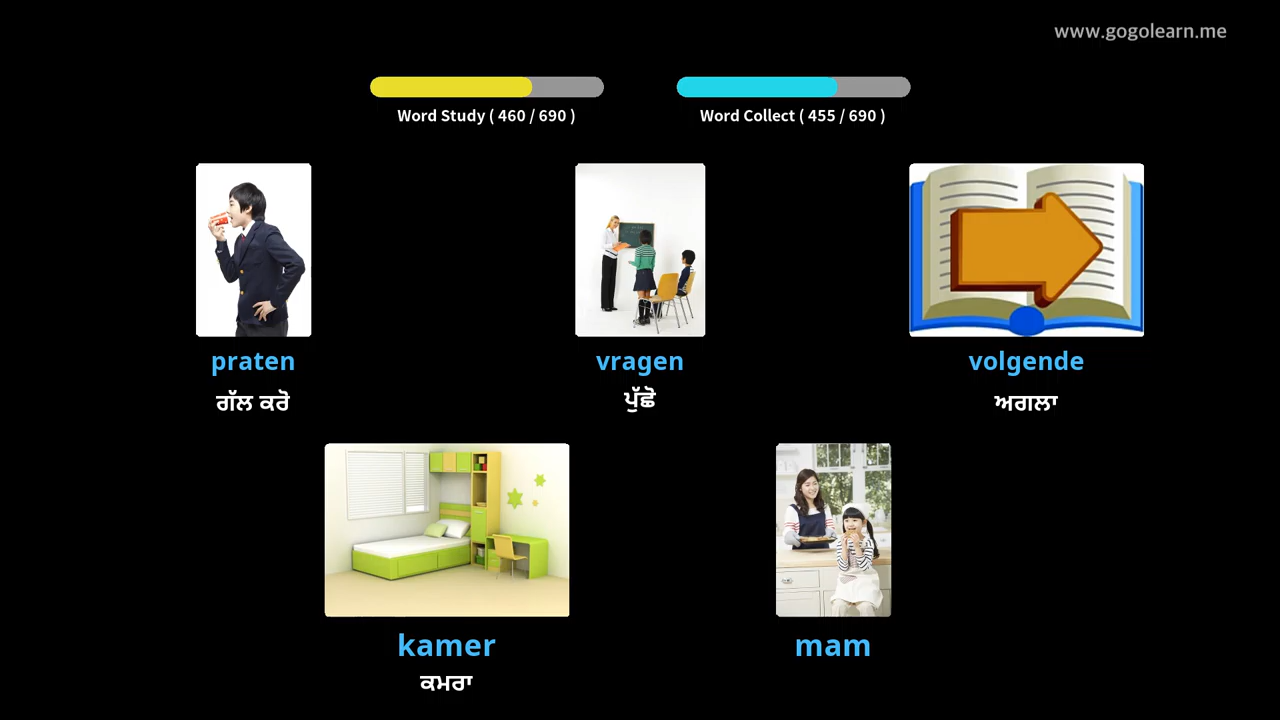 www.gogolearn.me
Word Study ( 460 / 690 )
Word Collect ( 455 / 690 )
praten
vragen
volgende
ਗੱਲ ਕਰੋ
ਪੁੱਛੋ
ਅਗਲਾ
kamer
mam
ਕਮਰਾ